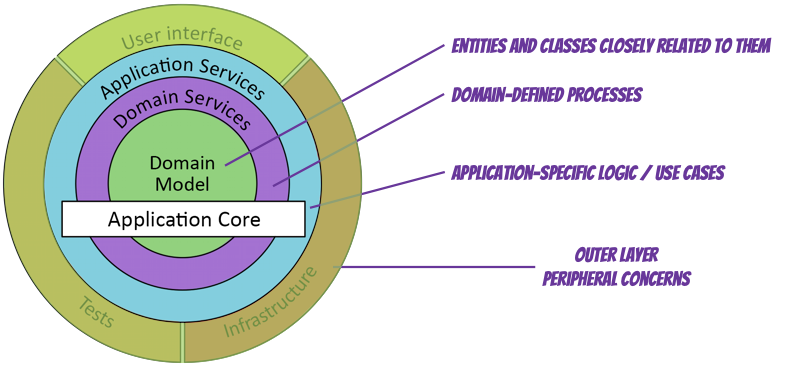 User interface
Application Services
Domain Services
Domain
Model
Application Core
Tests
Infrastructure
ENTITIES AND CLASSES CLOSELY RELATED TO THEM
DOMAIN-DEFINED PROCESSES
APPLICATION-SPECIFIC LOGIC / USE CASES
OUTER LAYER
PERIPHERAL CONCERNS